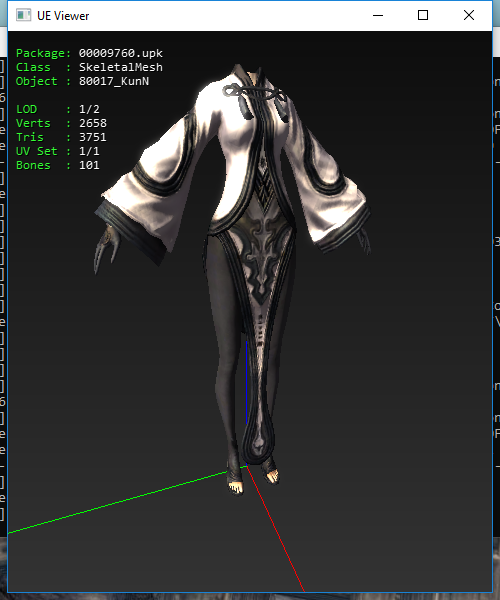 UE Viewer
Package: 00009760.upk
Class : SkeletalMesh
Object : 80017_KunN
LOD : 1/2
Verts : 2658
Tris : 3751
UV Set : 1/1
Bones : 101